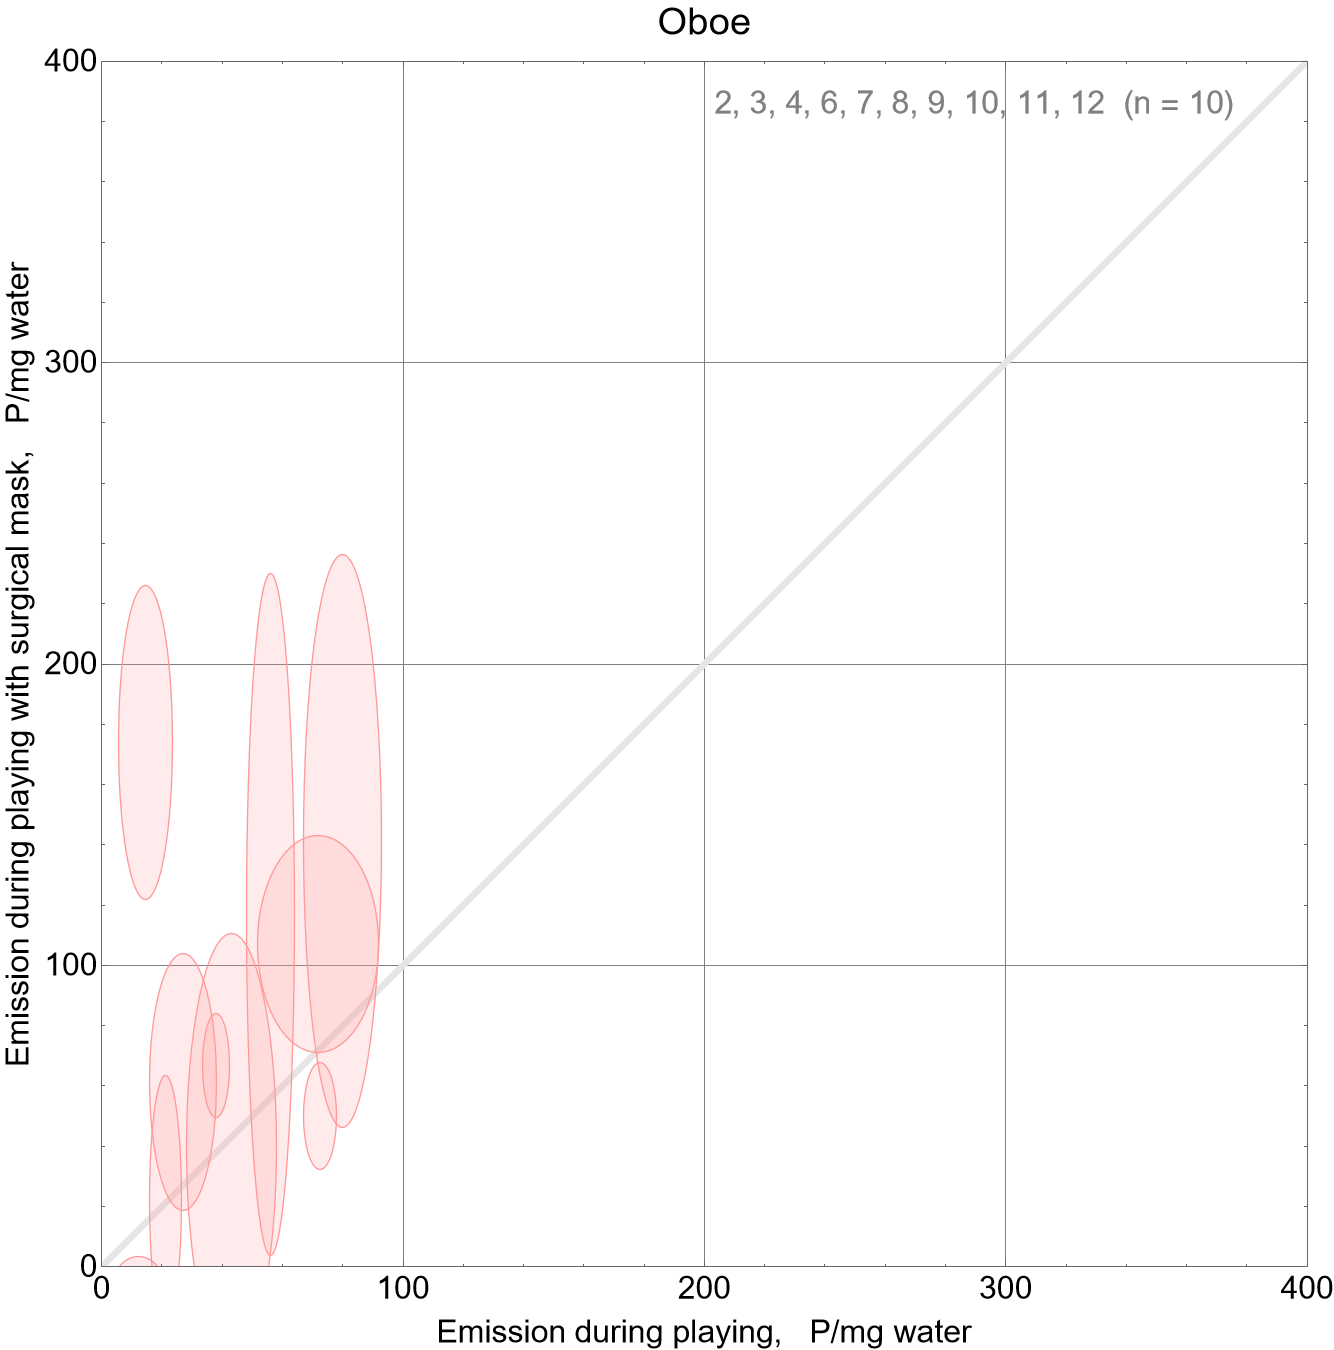 Oboe
2, 3, 4, 6, 7, 8, 9, 10, 11, 12 (n = 10)
Emission during playing with surgical mask, P/mg water
400
300
200
100
0
0 100 200 300 400
Emission during playing, P/mg water